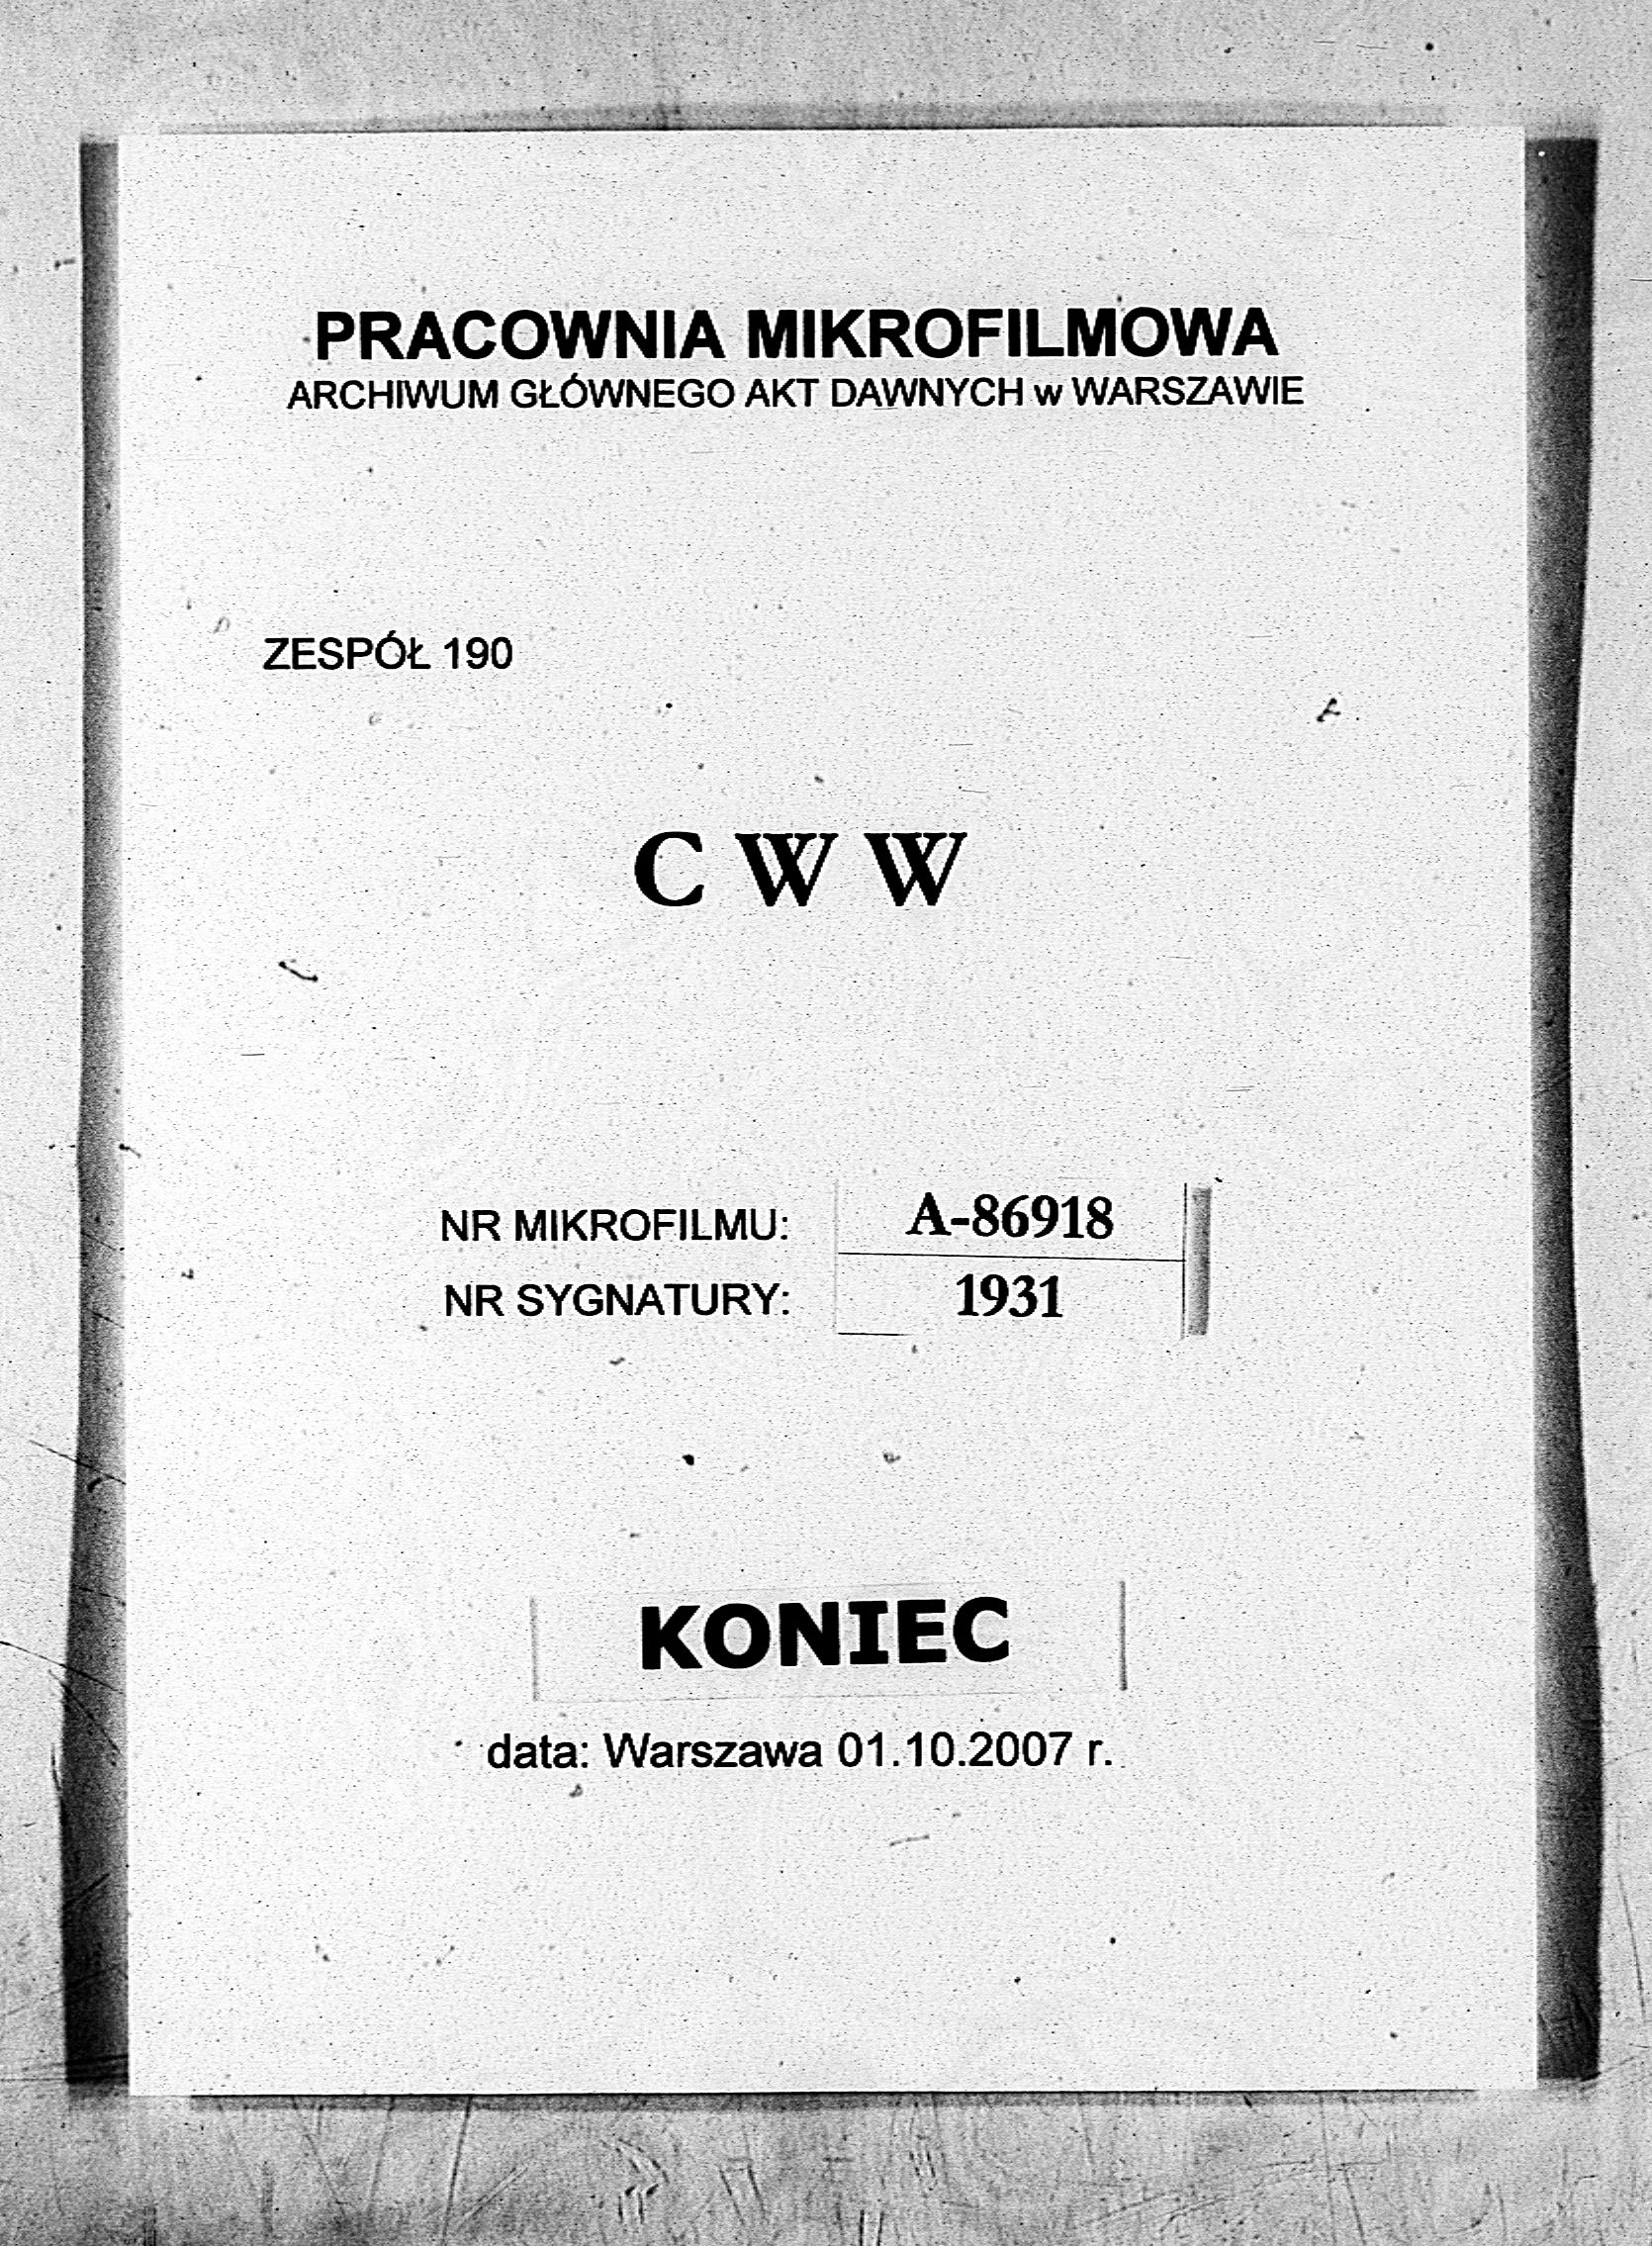 PRACOWNIA MIKROFILMOWA
ARCHIWUM GŁÓWNEGO AKT DAWNYCH w WARSZAWIE
ZESPÓŁ 190
C W W
NR MIKROFILMU: A-86918
NR SYGNATURY: 1931
KONIEC
data: Warszawa 01.10.2007 r.